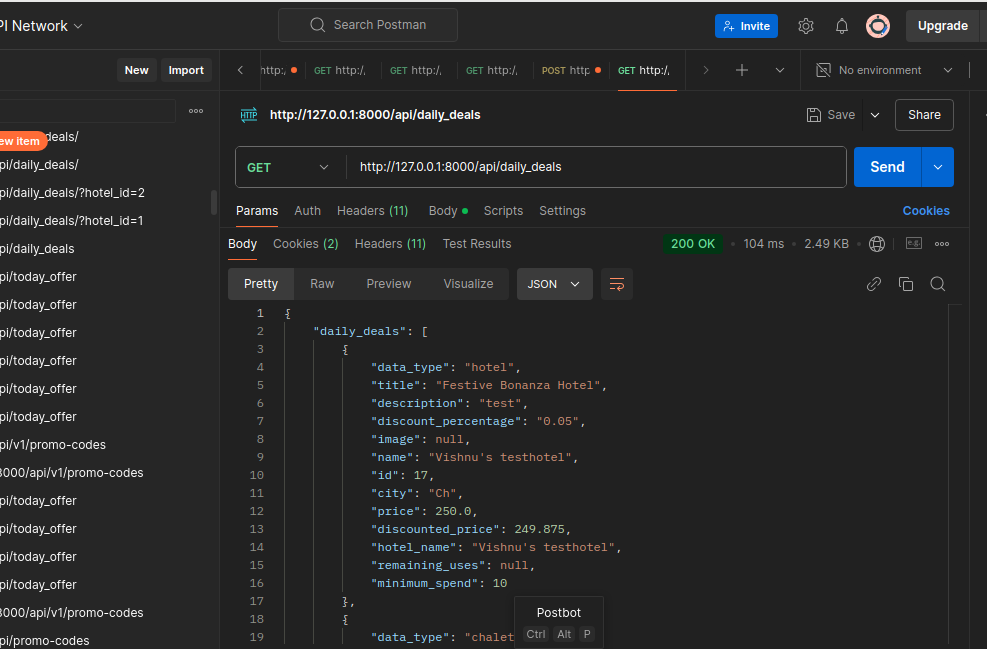 PI Network
Search Postman
Invite
Upgrade
New
Import
http:,
GET http:/,
GET http:/,
GET http:/,
POST http
GET http:/,
No environment
HTTP
http://127.0.0.1:8000/api/daily_deals
Save
Share
ew item
deals/
pi/daily_deals/
pi/daily_deals/?hotel_id=2
pi/daily_deals/?hotel_id=1
pi/daily_deals
pi/today_offer
pi/today_offer
pi/today_offer
pi/today_offer
pi/today_offer
pi/today_offer
pi/v1/promo-codes
8000/api/v1/promo-codes
pi/today_offer
pi/today_offer
pi/today_offer
pi/today_offer
8000/api/v1/promo-codes
pi/promo-codes
GET
http://127.0.0.1:8000/api/daily_deals
Send
Params Auth Headers (11) Body Scripts Settings
Cookies
Body Cookies (2) Headers (11) Test Results
200 OK 104 ms 2.49 KB e.g.
Pretty Raw Preview Visualize JSON
1 {
2 "daily_deals": [
3 {
4 "data_type": "hotel",
5 "title": "Festive Bonanza Hotel",
6 "description": "test",
7 "discount_percentage": "0.05",
8 "image": null,
9 "name": "Vishnu's testhotel",
10 "id": 17,
11 "city": "Ch",
12 "price": 250.0,
13 "discounted_price": 249.875,
14 "hotel_name": "Vishnu's testhotel",
15 "remaining_uses": null,
16 "minimum_spend": 10
17 },
18 {
19 "data_type": "chalet
Postbot
Ctrl Alt P